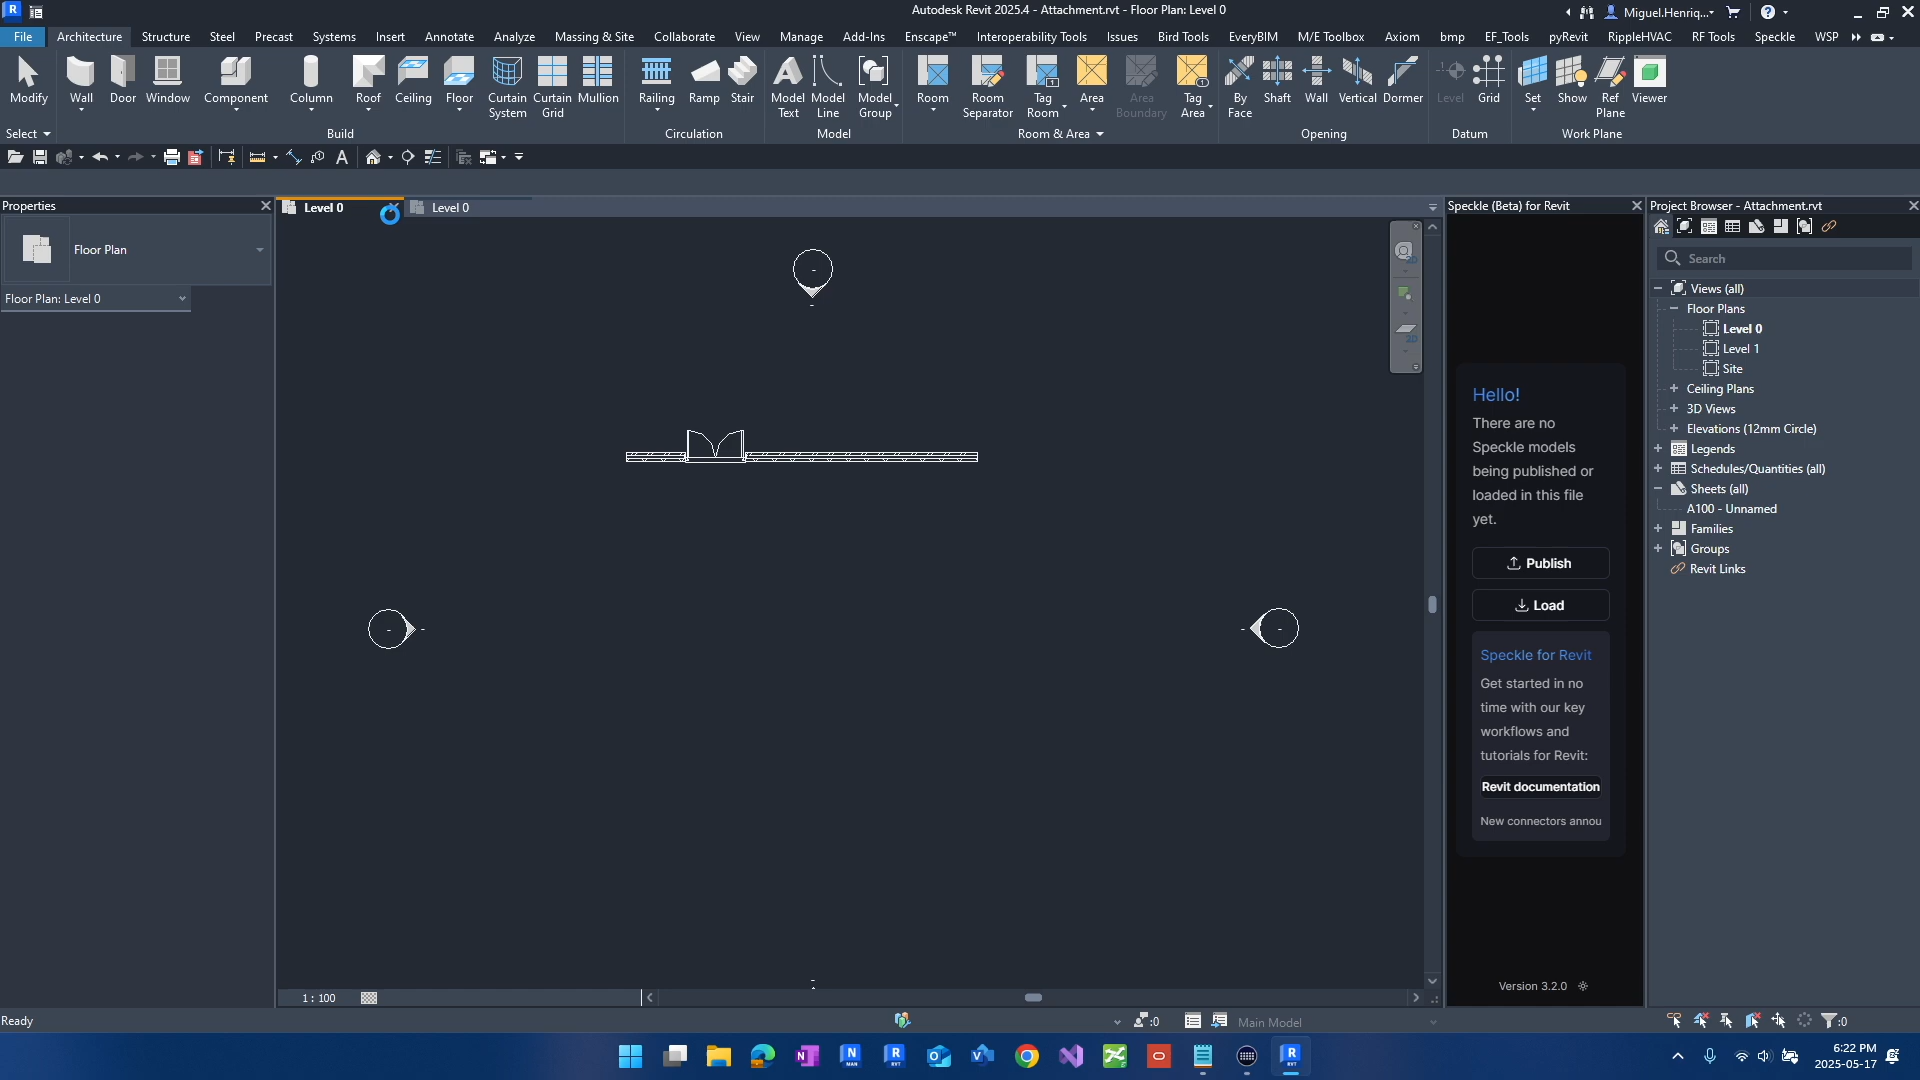 Autodesk Revit 2025.4 - Attachment.rvt - Floor Plan: Level 0
Miguel.Henriq...
File Architecture Structure Steel Precast Systems Insert Annotate Analyze Massing & Site Collaborate View Manage Add-Ins Enscape™ Interoperability Tools Issues Bird Tools EveryBIM M/E Toolbox Axiom bmp EF_Tools pyRevit RippleHVAC RF Tools Speckle WSP
Modify Wall Door Window Component Column Roof Ceiling Floor Curtain System Curtain Grid Mullion Railing Ramp Stair Model Text Model Line Model Group Room Room Separator Tag Room Area Area Boundary Tag Area By Face Shaft Wall Vertical Dormer Level Grid Set Show Ref Plane Viewer
Select Build Circulation Model Room & Area Opening Datum Work Plane
Properties
Floor Plan
Floor Plan: Level 0
Level 0
Level 0
1 : 100
Speckle (Beta) for Revit
Hello!
There are no
Speckle models
being published or
loaded in this file
yet.
Publish
Load
Speckle for Revit
Get started in no
time with our key
workflows and
tutorials for Revit:
Revit documentation
New connectors annou
Version 3.2.0
Project Browser - Attachment.rvt
Search
Views (all)
Floor Plans
Level 0
Level 1
Site
Ceiling Plans
3D Views
Elevations (12mm Circle)
Legends
Schedules/Quantities (all)
Sheets (all)
A100 - Unnamed
Families
Groups
Revit Links
Ready
:0
Main Model
:0
6:22 PM
2025-05-17